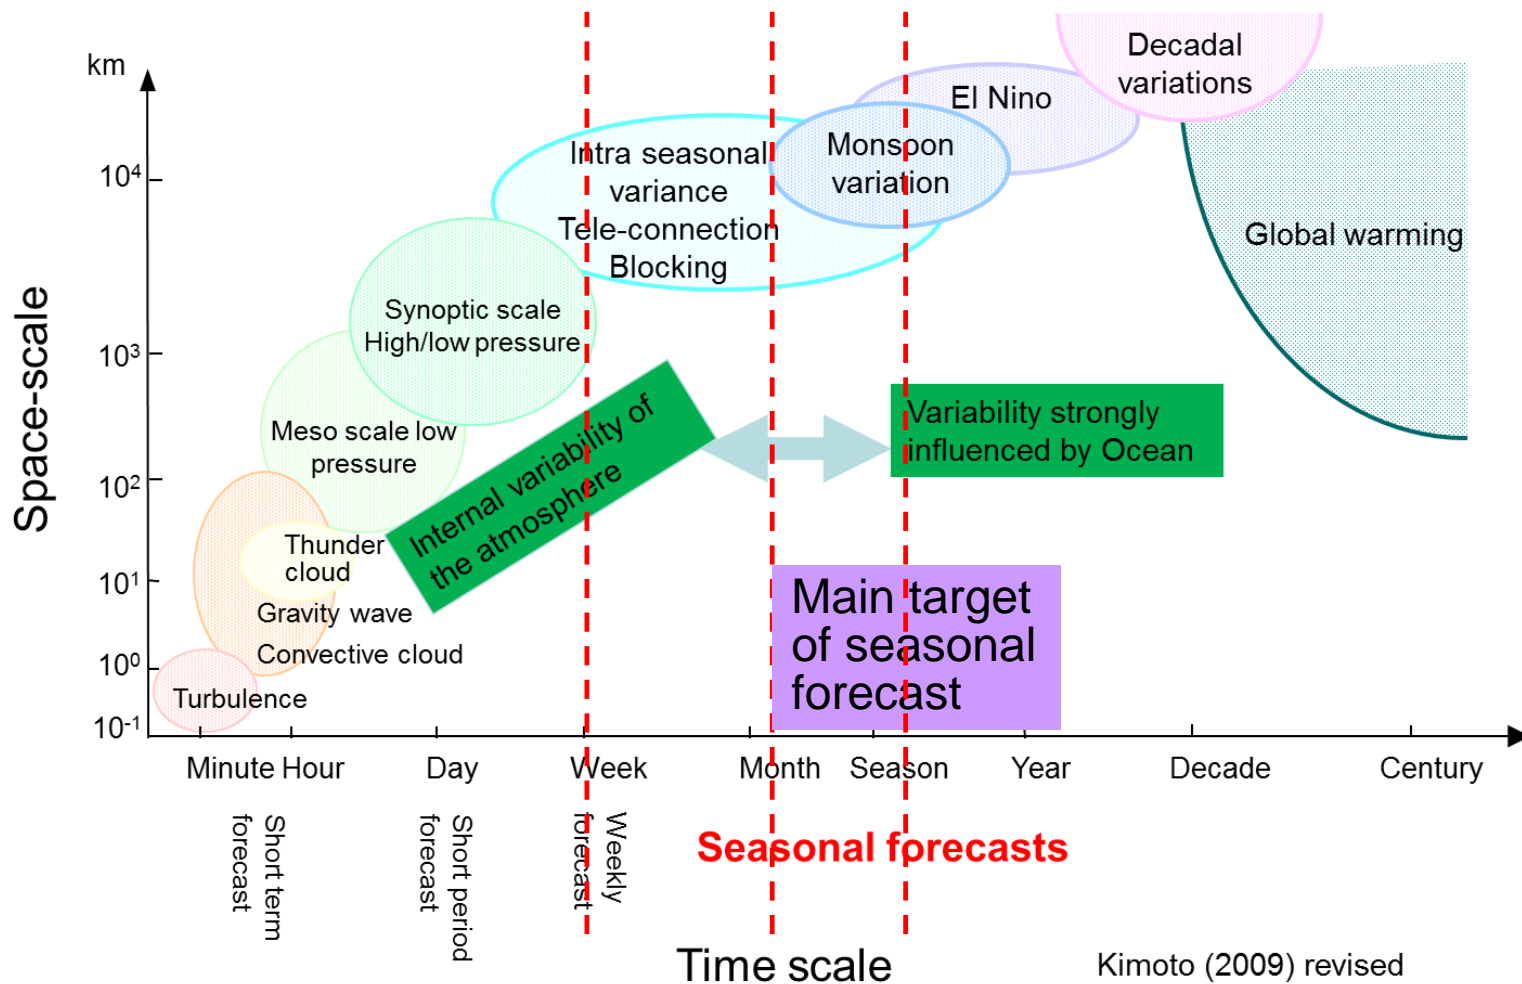 km
Decadal
variations
El Nino
Monsoon
variation
Intra seasonal
variance
Tele-connection
Blocking
Global warming
Synoptic scale
High/low pressure
Meso scale low
pressure
Internal variability of
the atmosphere
Variability strongly
influenced by Ocean
Thunder
cloud
Gravity wave
Convective cloud
Turbulence
Main target
of seasonal
forecast
Space-scale
10⁴
10³
10²
10¹
10⁰
10⁻¹
Minute Hour Day Week Month Season Year Decade Century
Short term
forecast
Short period
forecast
Weekly
forecast
Seasonal forecasts
Time scale
Kimoto (2009) revised